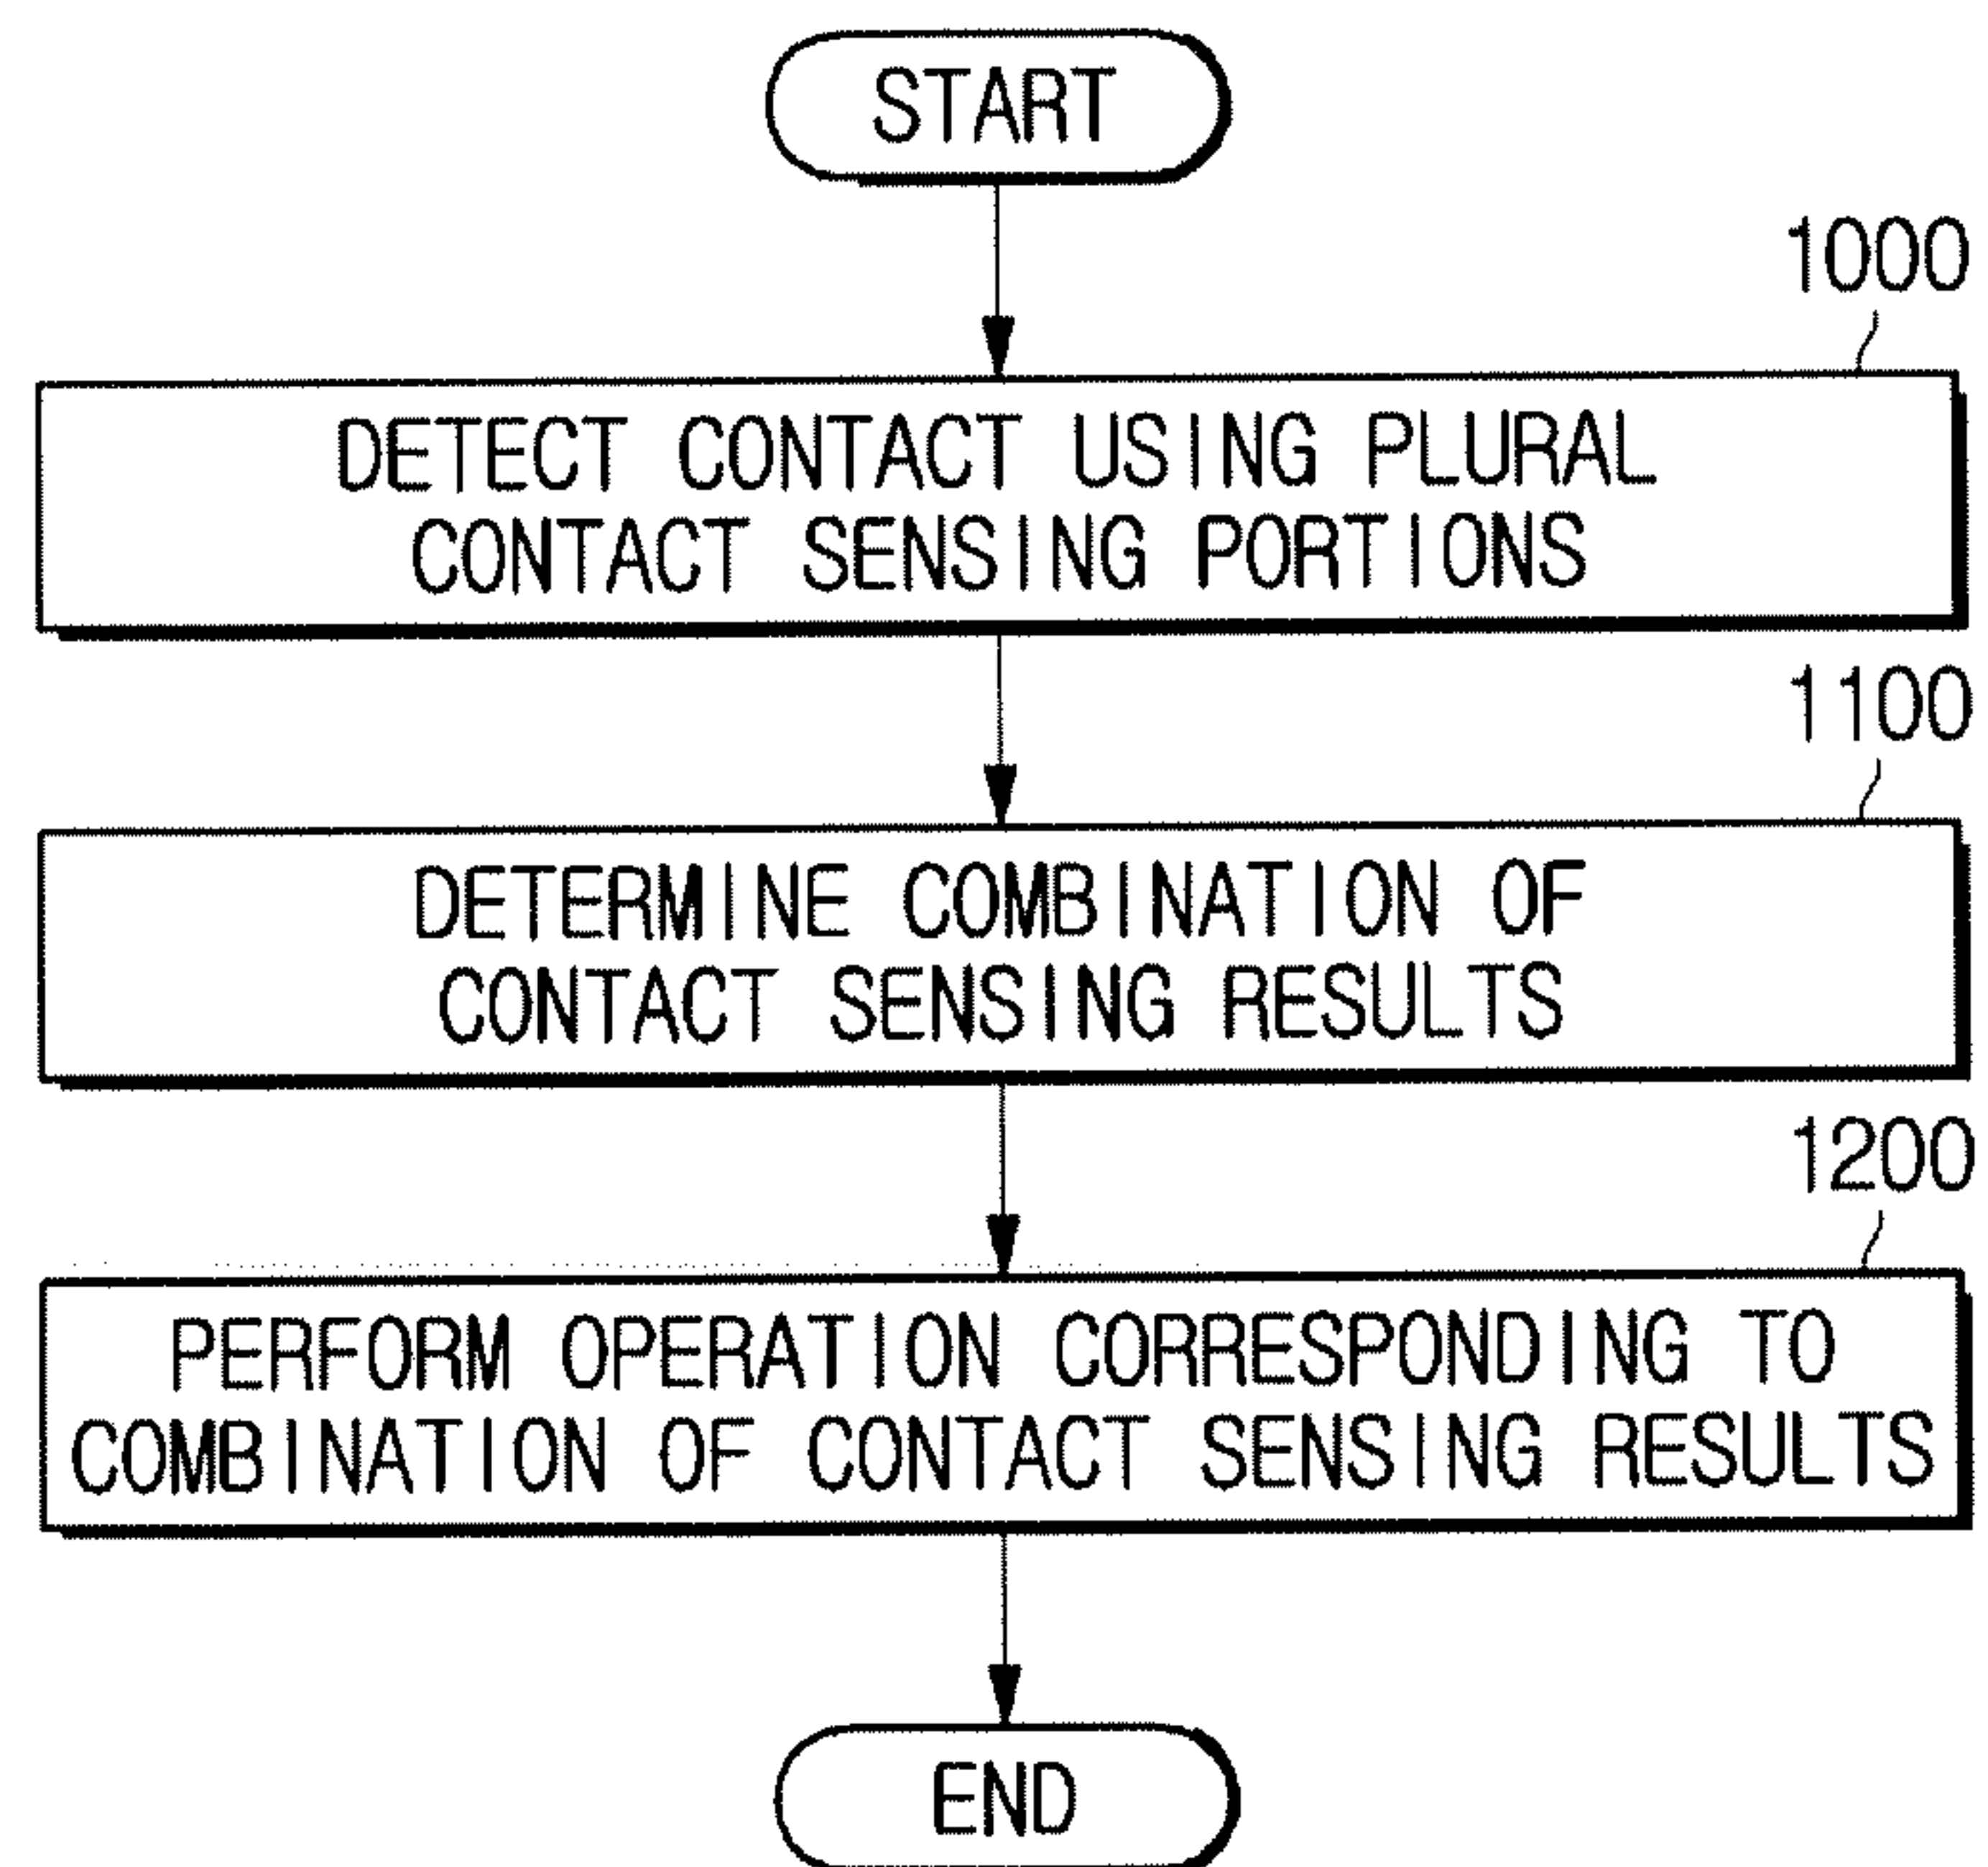 START
1000
DETECT CONTACT USING PLURAL
CONTACT SENSING PORTIONS
1100
DETERMINE COMBINATION OF
CONTACT SENSING RESULTS
1200
PERFORM OPERATION CORRESPONDING TO
COMBINATION OF CONTACT SENSING RESULTS
END